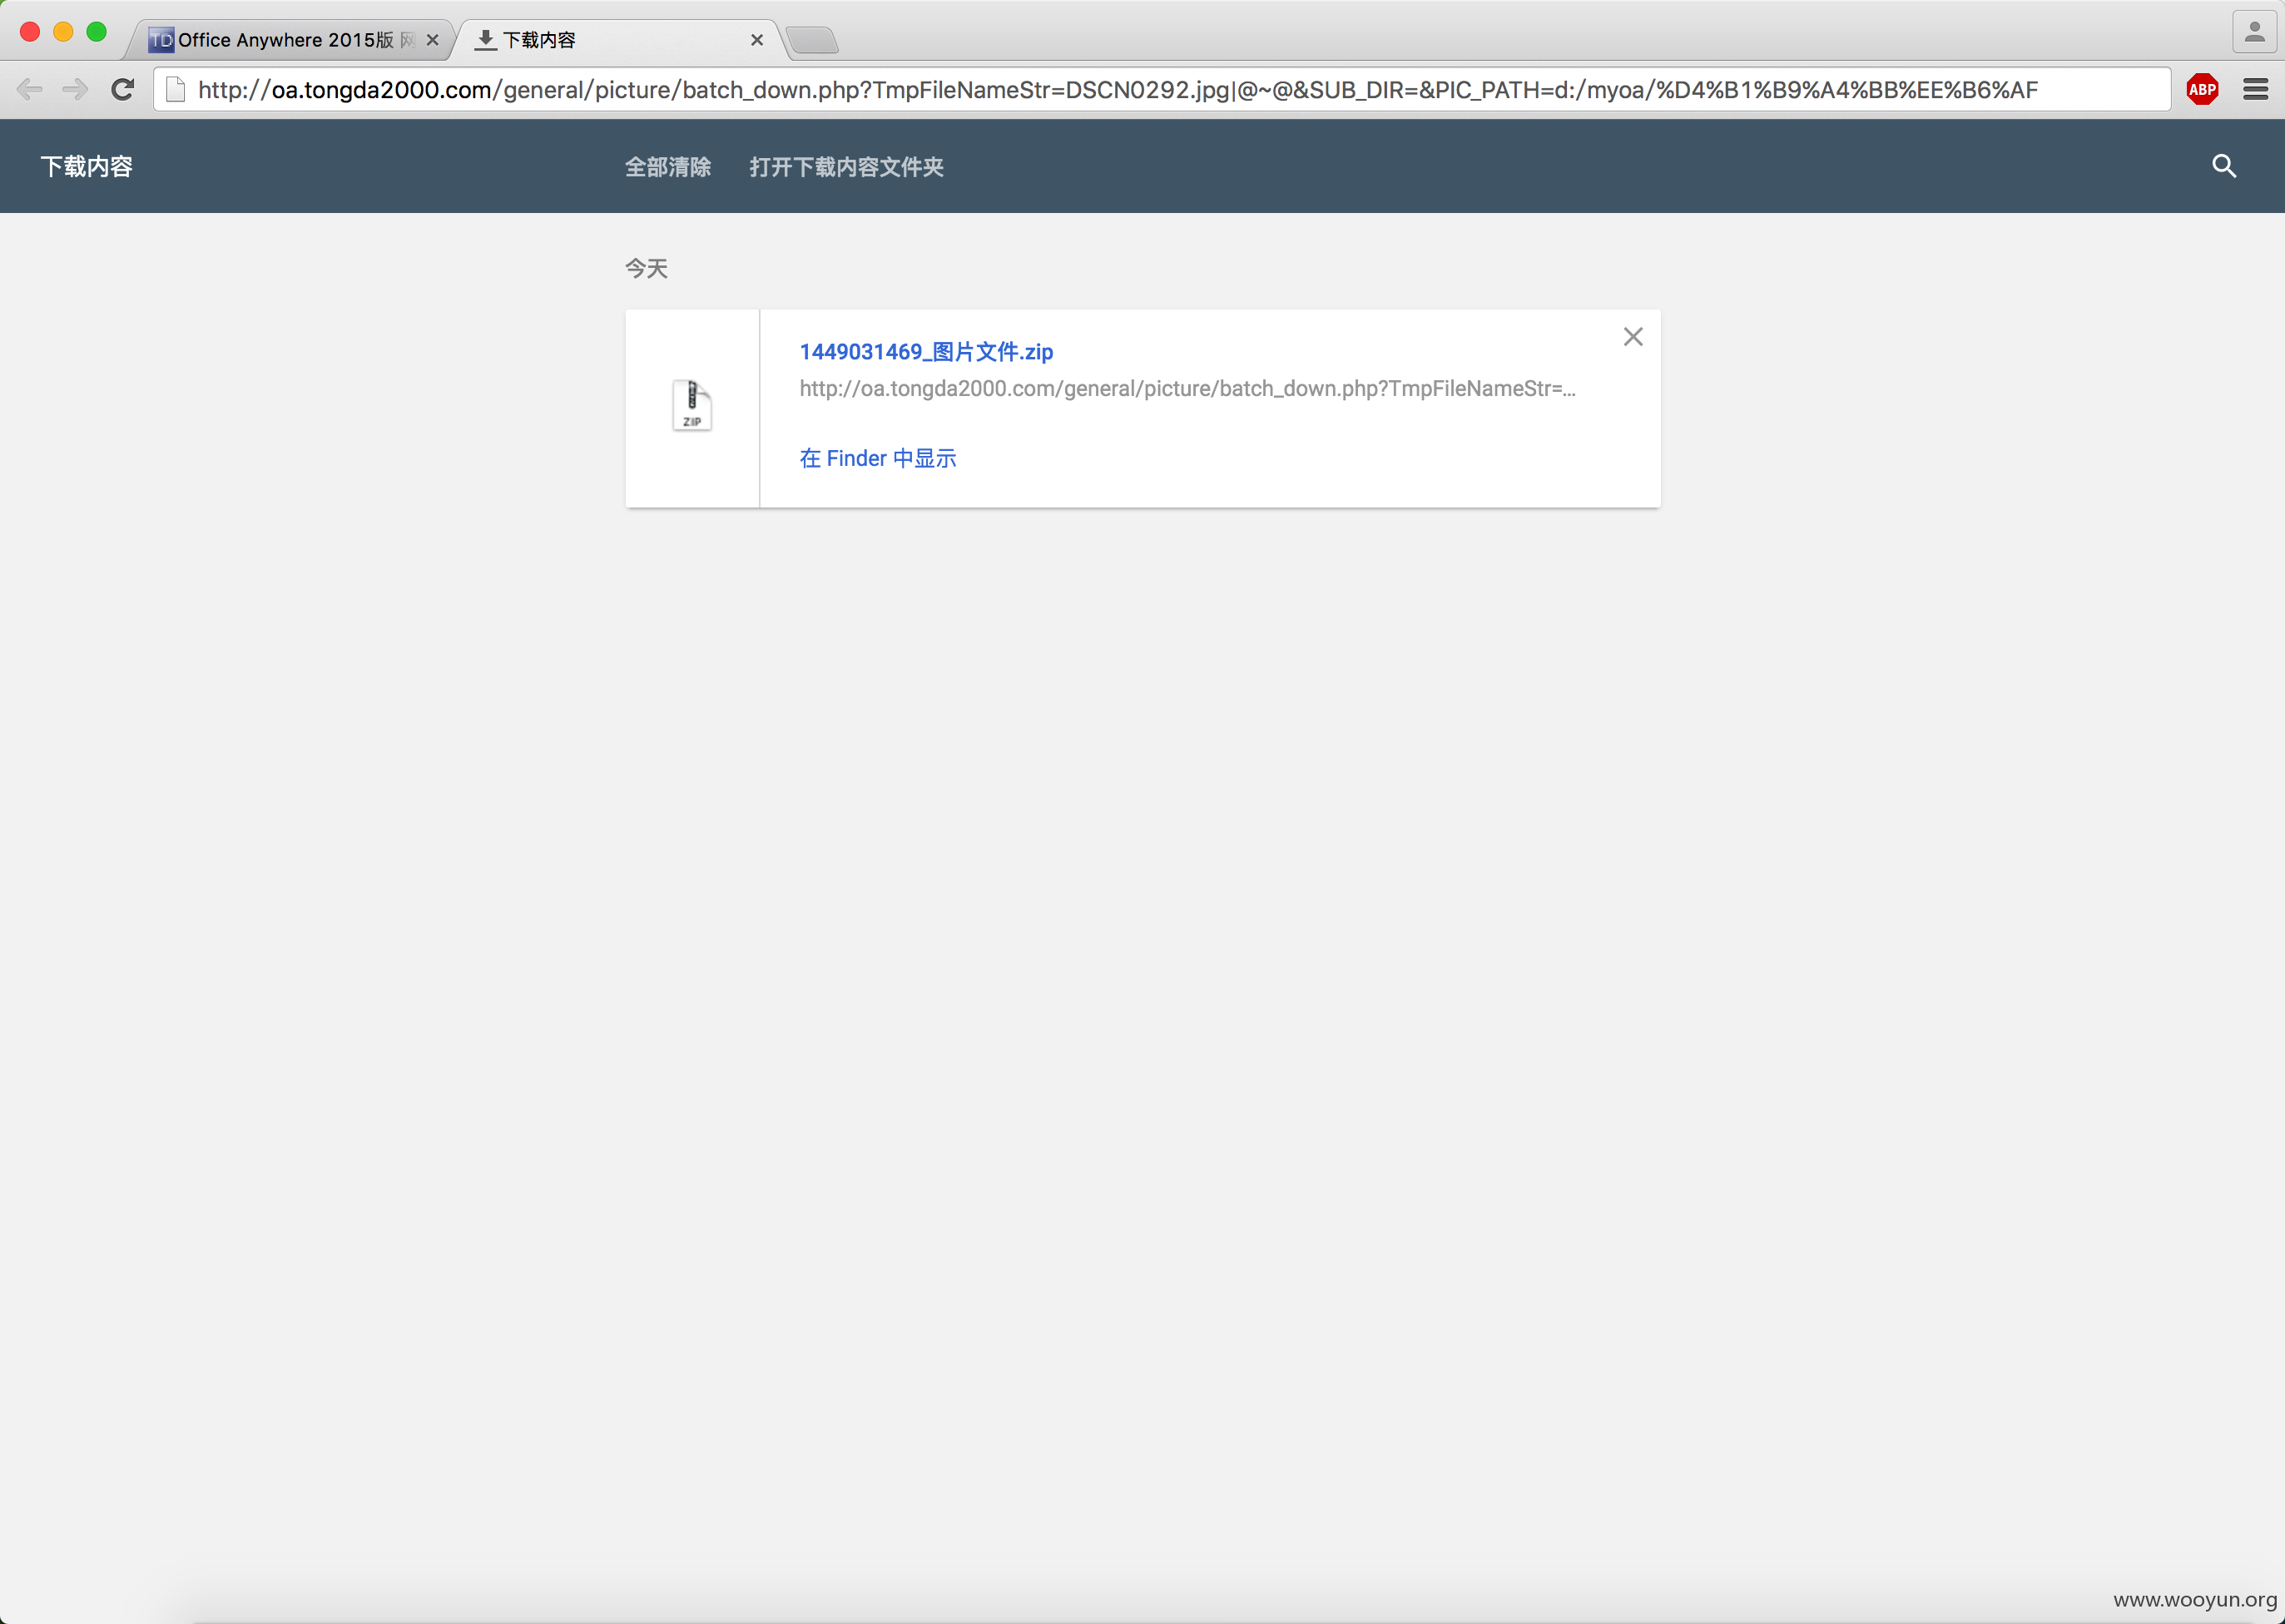 TD Office Anywhere 2015版 网
下载内容
http://oa.tongda2000.com/general/picture/batch_down.php?TmpFileNameStr=DSCN0292.jpg|@~@&SUB_DIR=&PIC_PATH=d:/myoa/%D4%B1%B9%A4%BB%EE%B6%AF
ABP
下载内容
全部清除
打开下载内容文件夹
今天
1449031469_图片文件.zip
http://oa.tongda2000.com/general/picture/batch_down.php?TmpFileNameStr=...
ZIP
在 Finder 中显示
www.wooyun.org